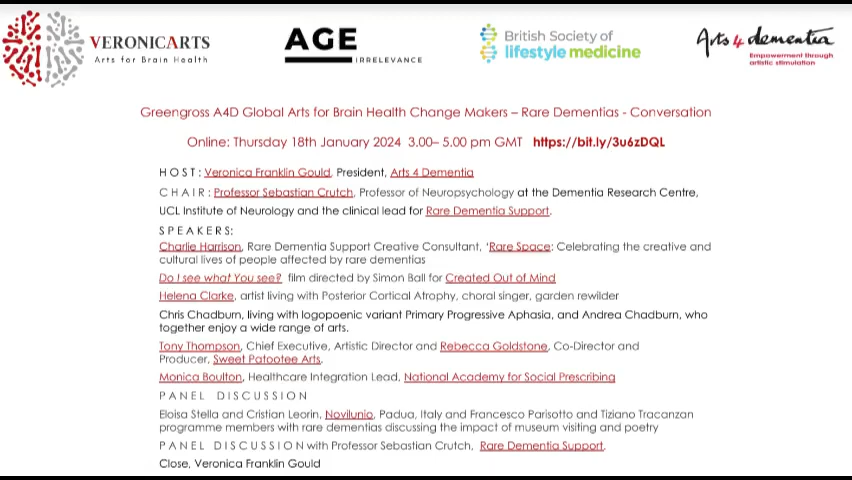 VERONICARTS
Arts for Brain Health
AGE
IRRELEVANCE
British Society of
lifestyle medicine
Arts 4 dementia
Empowerment through
artistic stimulation
Greengross A4D Global Arts for Brain Health Change Makers – Rare Dementias - Conversation
Online: Thursday 18th January 2024 3.00– 5.00 pm GMT https://bit.ly/3u6zDQL
HOST: Veronica Franklin Gould, President, Arts 4 Dementia
CHAIR: Professor Sebastian Crutch, Professor of Neuropsychology at the Dementia Research Centre,
UCL Institute of Neurology and the clinical lead for Rare Dementia Support.
SPEAKERS:
Charlie Harrison, Rare Dementia Support Creative Consultant, ‘Rare Space: Celebrating the creative and
cultural lives of people affected by rare dementias
Do I see what You see? film directed by Simon Ball for Created Out of Mind
Helena Clarke, artist living with Posterior Cortical Atrophy, choral singer, garden rewilder
Chris Chadburn, living with logopoenic variant Primary Progressive Aphasia, and Andrea Chadburn, who
together enjoy a wide range of arts.
Tony Thompson, Chief Executive, Artistic Director and Rebecca Goldstone, Co-Director and
Producer, Sweet Patootee Arts.
Monica Boulton, Healthcare Integration Lead, National Academy for Social Prescribing
PANEL DISCUSSION
Eloisa Stella and Cristian Leorin, Novilunio, Padua, Italy and Francesco Parisotto and Tiziano Tracanzan
programme members with rare dementias discussing the impact of museum visiting and poetry
PANEL DISCUSSION with Professor Sebastian Crutch, Rare Dementia Support.
Close, Veronica Franklin Gould